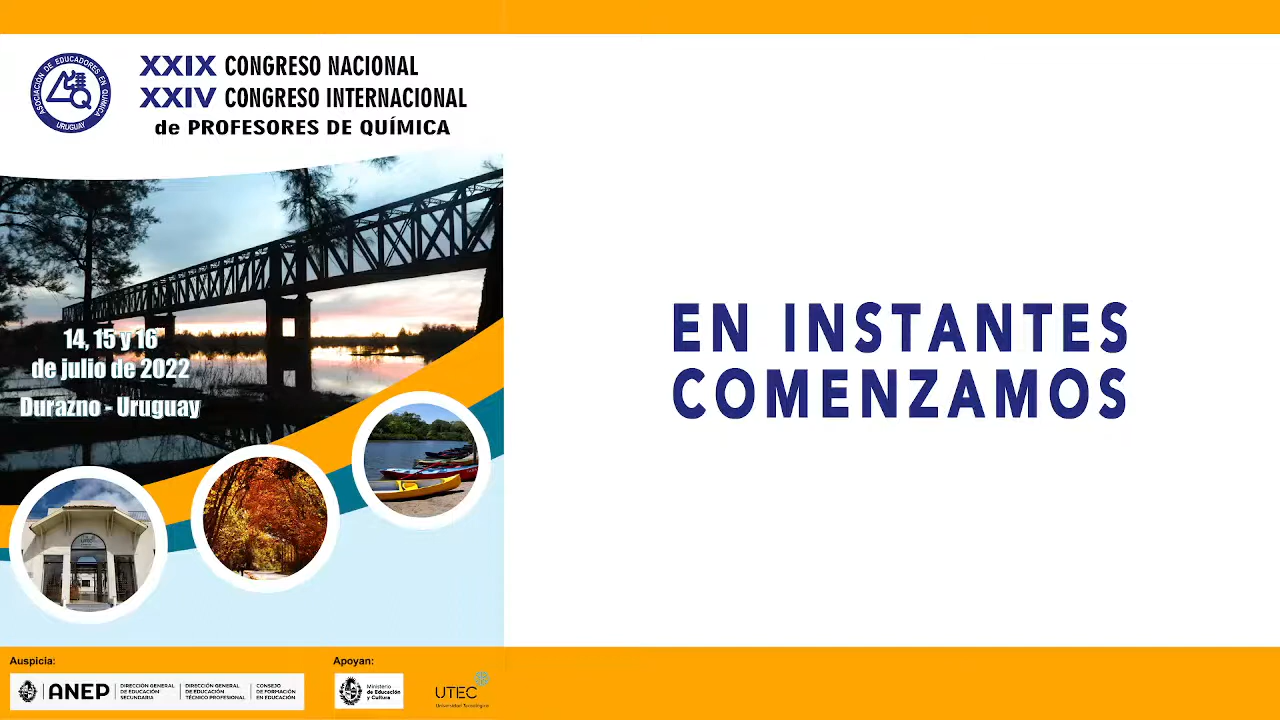 XXIX CONGRESO NACIONAL
XXIV CONGRESO INTERNACIONAL
de PROFESORES DE QUÍMICA
ASOCIACIÓN DE EDUCADORES EN QUÍMICA
URUGUAY
14, 15 y 16
de julio de 2022
Durazno - Uruguay
EN INSTANTES
COMENZAMOS
Auspicia:
ANEP
DIRECCIÓN GENERAL
DE EDUCACIÓN
SECUNDARIA
DIRECCIÓN GENERAL
DE EDUCACIÓN
TÉCNICO PROFESIONAL
CONSEJO
DE FORMACIÓN
EN EDUCACIÓN
Apoyan:
Ministerio
de Educación
y Cultura
UTEC
Universidad Tecnológica